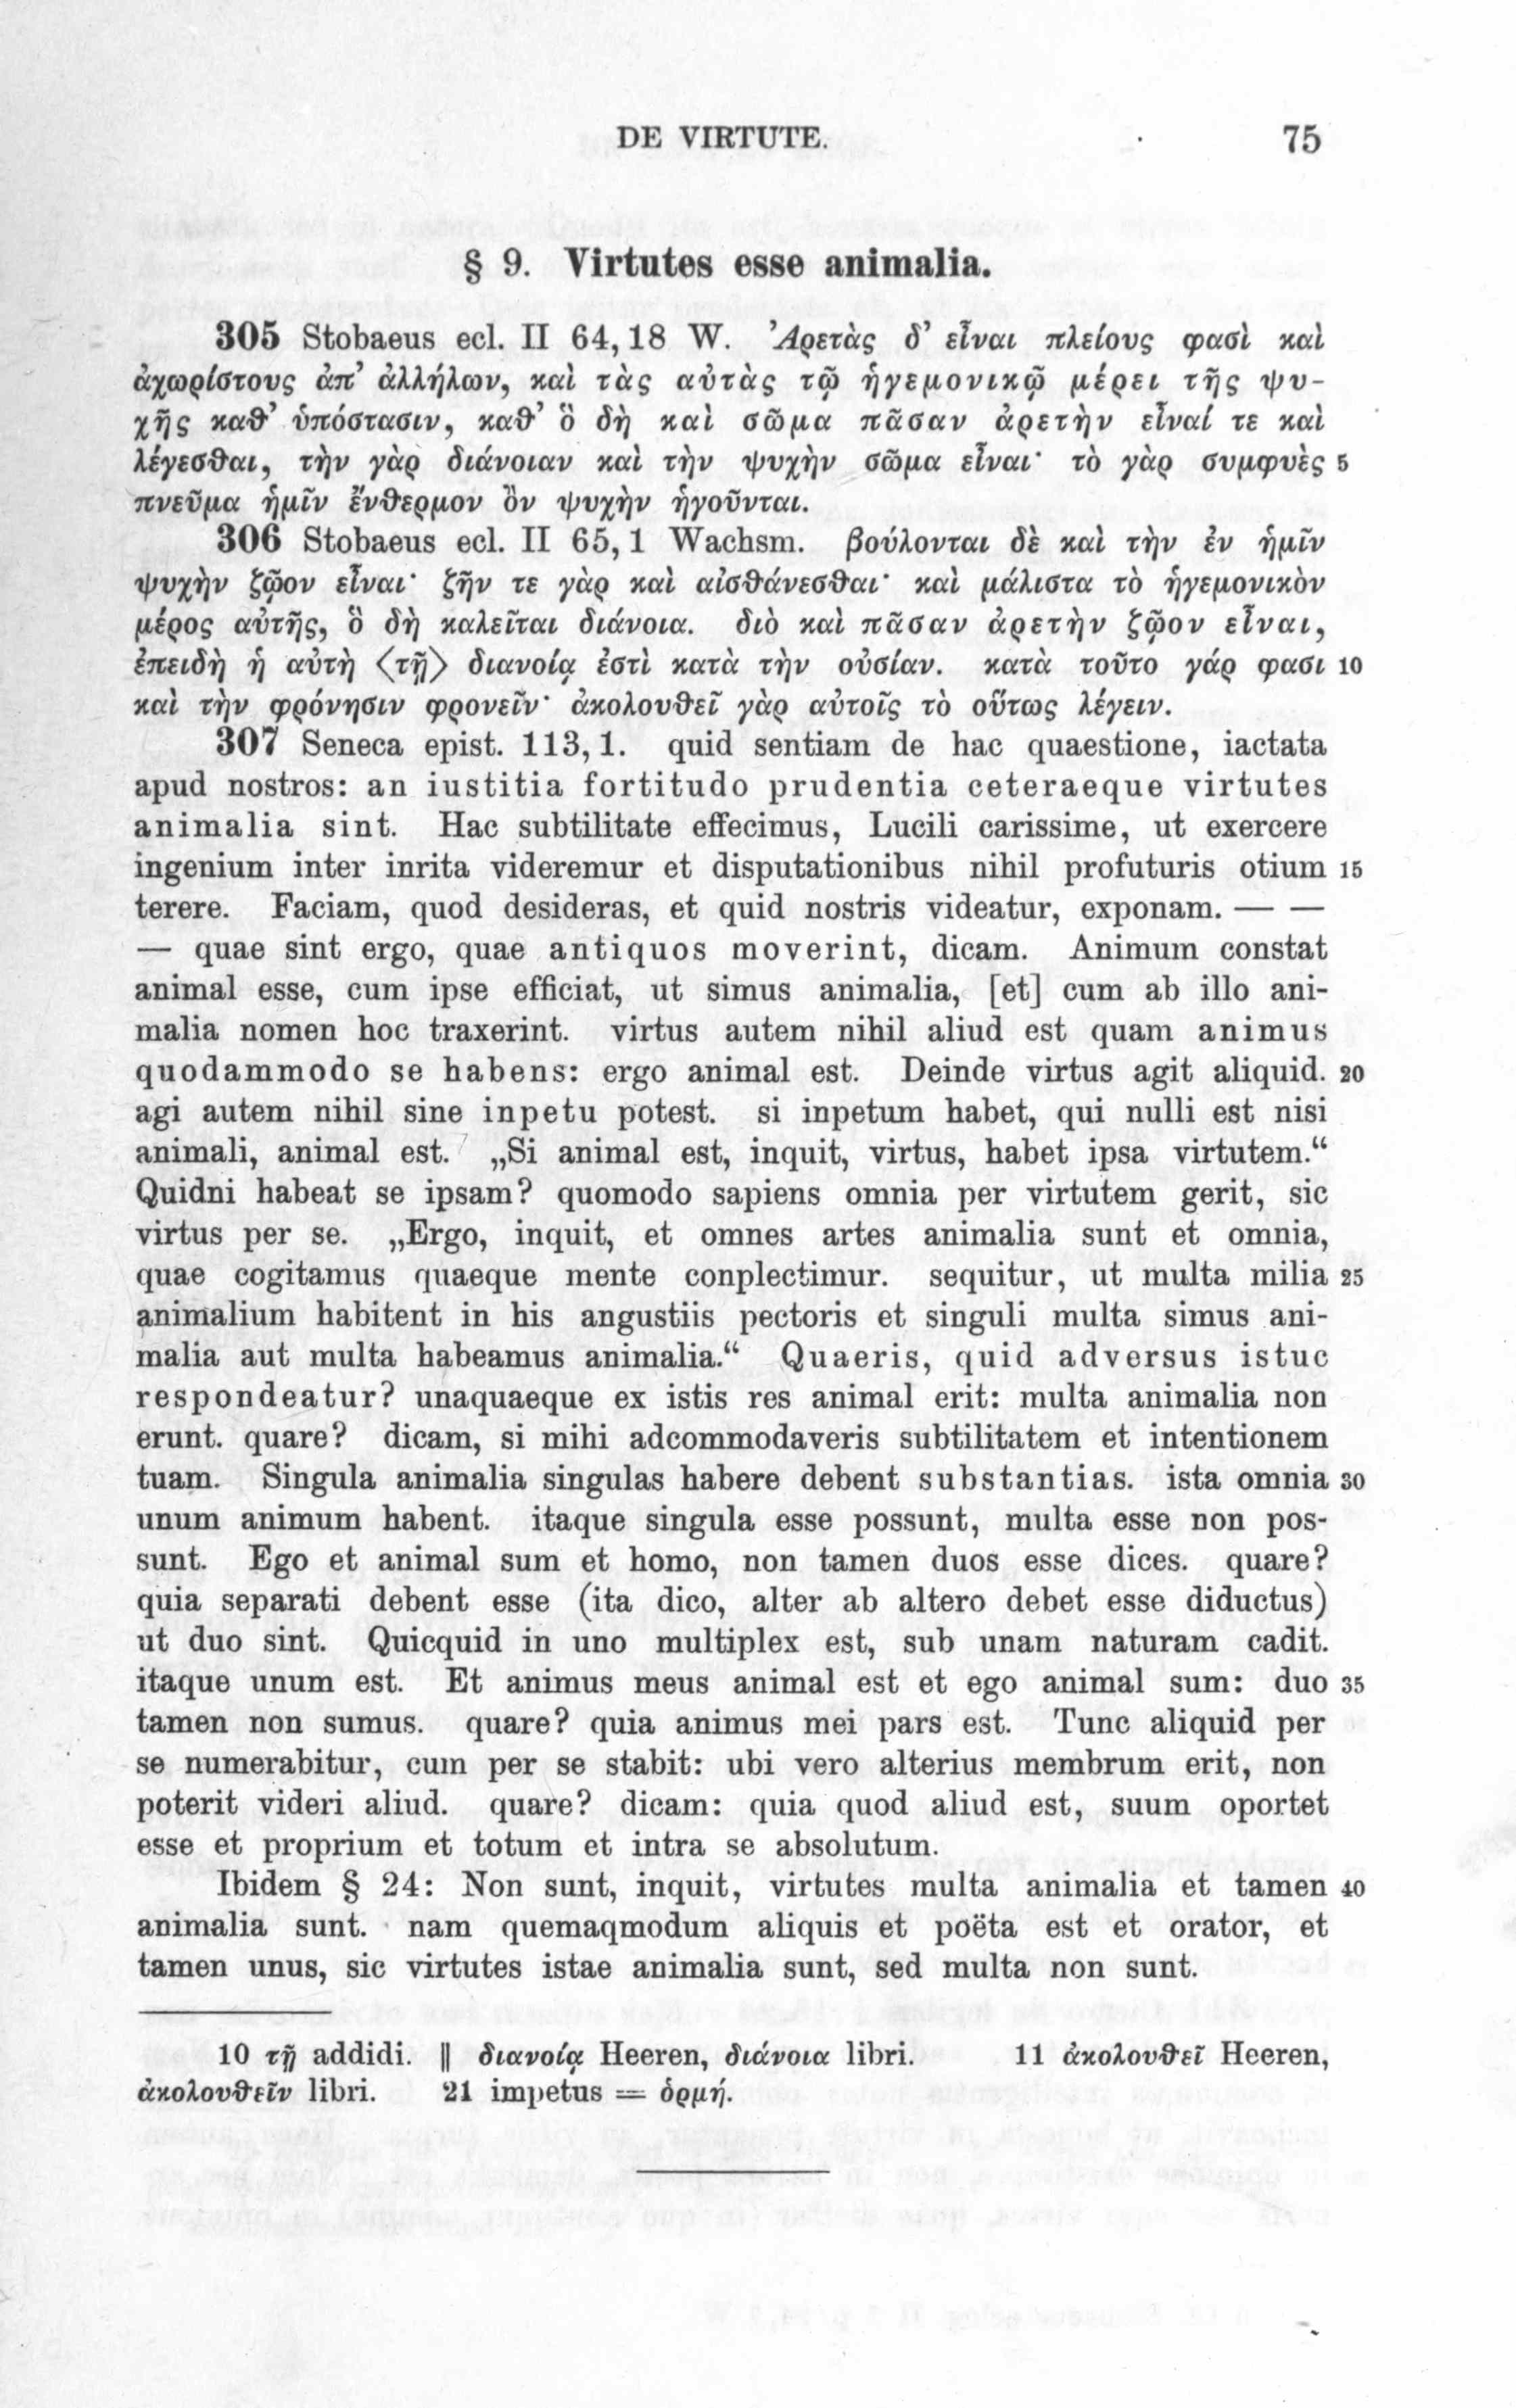 DE VIRTUTE. 75
§ 9. Virtutes esse animalia.
305 Stobaeus ecl. II 64,18 W. Ἀρετὰς δ’ εἶναι πλείους φασὶ καὶ
ἀχωρίστους ἀπ’ ἀλλήλων, καὶ τὰς αὐτὰς τῷ ἡγεμονικῷ μέρει τῆς ψυ-
χῆς καθ’ ὑπόστασιν, καθ’ ὃ δὴ καὶ σῶμα πᾶσαν ἀρετὴν εἶναί τε καὶ
λέγεσθαι, τὴν γὰρ διάνοιαν καὶ τὴν ψυχὴν σῶμα εἶναι· τὸ γὰρ συμφυὲς 5
πνεῦμα ἡμῖν ἔνθερμον ὂν ψυχὴν ἡγοῦνται.
306 Stobaeus ecl. II 65,1 Wachsm. βούλονται δὲ καὶ τὴν ἐν ἡμῖν
ψυχὴν ζῷον εἶναι· ζῆν τε γὰρ καὶ αἰσθάνεσθαι· καὶ μάλιστα τὸ ἡγεμονικὸν
μέρος αὐτῆς, ὃ δὴ καλεῖται διάνοια. διὸ καὶ πᾶσαν ἀρετὴν ζῷον εἶναι,
ἐπειδὴ ἡ αὐτὴ ⟨τῇ⟩ διανοίᾳ ἐστὶ κατὰ τὴν οὐσίαν. κατὰ τοῦτο γάρ φασι 10
καὶ τὴν φρόνησιν φρονεῖν· ἀκολουθεῖ γὰρ αὐτοῖς τὸ οὕτως λέγειν.
307 Seneca epist. 113,1. quid sentiam de hac quaestione, iactata
apud nostros: an iustitia fortitudo prudentia ceteraeque virtutes
animalia sint. Hac subtilitate effecimus, Lucili carissime, ut exercere
ingenium inter inrita videremur et disputationibus nihil profuturis otium 15
terere. Faciam, quod desideras, et quid nostris videatur, exponam. — —
— quae sint ergo, quae antiquos moverint, dicam. Animum constat
animal esse, cum ipse efficiat, ut simus animalia, [et] cum ab illo ani-
malia nomen hoc traxerint. virtus autem nihil aliud est quam animus
quodammodo se habens: ergo animal est. Deinde virtus agit aliquid. 20
agi autem nihil sine inpetu potest. si inpetum habet, qui nulli est nisi
animali, animal est. „Si animal est, inquit, virtus, habet ipsa virtutem.“
Quidni habeat se ipsam? quomodo sapiens omnia per virtutem gerit, sic
virtus per se. „Ergo, inquit, et omnes artes animalia sunt et omnia,
quae cogitamus quaeque mente conplectimur. sequitur, ut multa milia 25
animalium habitent in his angustiis pectoris et singuli multa simus ani-
malia aut multa habeamus animalia.“ Quaeris, quid adversus istuc
respondeatur? unaquaeque ex istis res animal erit: multa animalia non
erunt. quare? dicam, si mihi adcommodaveris subtilitatem et intentionem
tuam. Singula animalia singulas habere debent substantias. ista omnia 30
unum animum habent. itaque singula esse possunt, multa esse non pos-
sunt. Ego et animal sum et homo, non tamen duos esse dices. quare?
quia separati debent esse (ita dico, alter ab altero debet esse diductus)
ut duo sint. Quicquid in uno multiplex est, sub unam naturam cadit.
itaque unum est. Et animus meus animal est et ego animal sum: duo 35
tamen non sumus. quare? quia animus mei pars est. Tunc aliquid per
se numerabitur, cum per se stabit: ubi vero alterius membrum erit, non
poterit videri aliud. quare? dicam: quia quod aliud est, suum oportet
esse et proprium et totum et intra se absolutum.
Ibidem § 24: Non sunt, inquit, virtutes multa animalia et tamen 40
animalia sunt. nam quemaqmodum aliquis et poëta est et orator, et
tamen unus, sic virtutes istae animalia sunt, sed multa non sunt.
10 τῇ addidi. || διανοίᾳ Heeren, διάνοια libri. 11 ἀκολουθεῖ Heeren,
ἀκολουθεῖν libri. 21 impetus = ὁρμή.